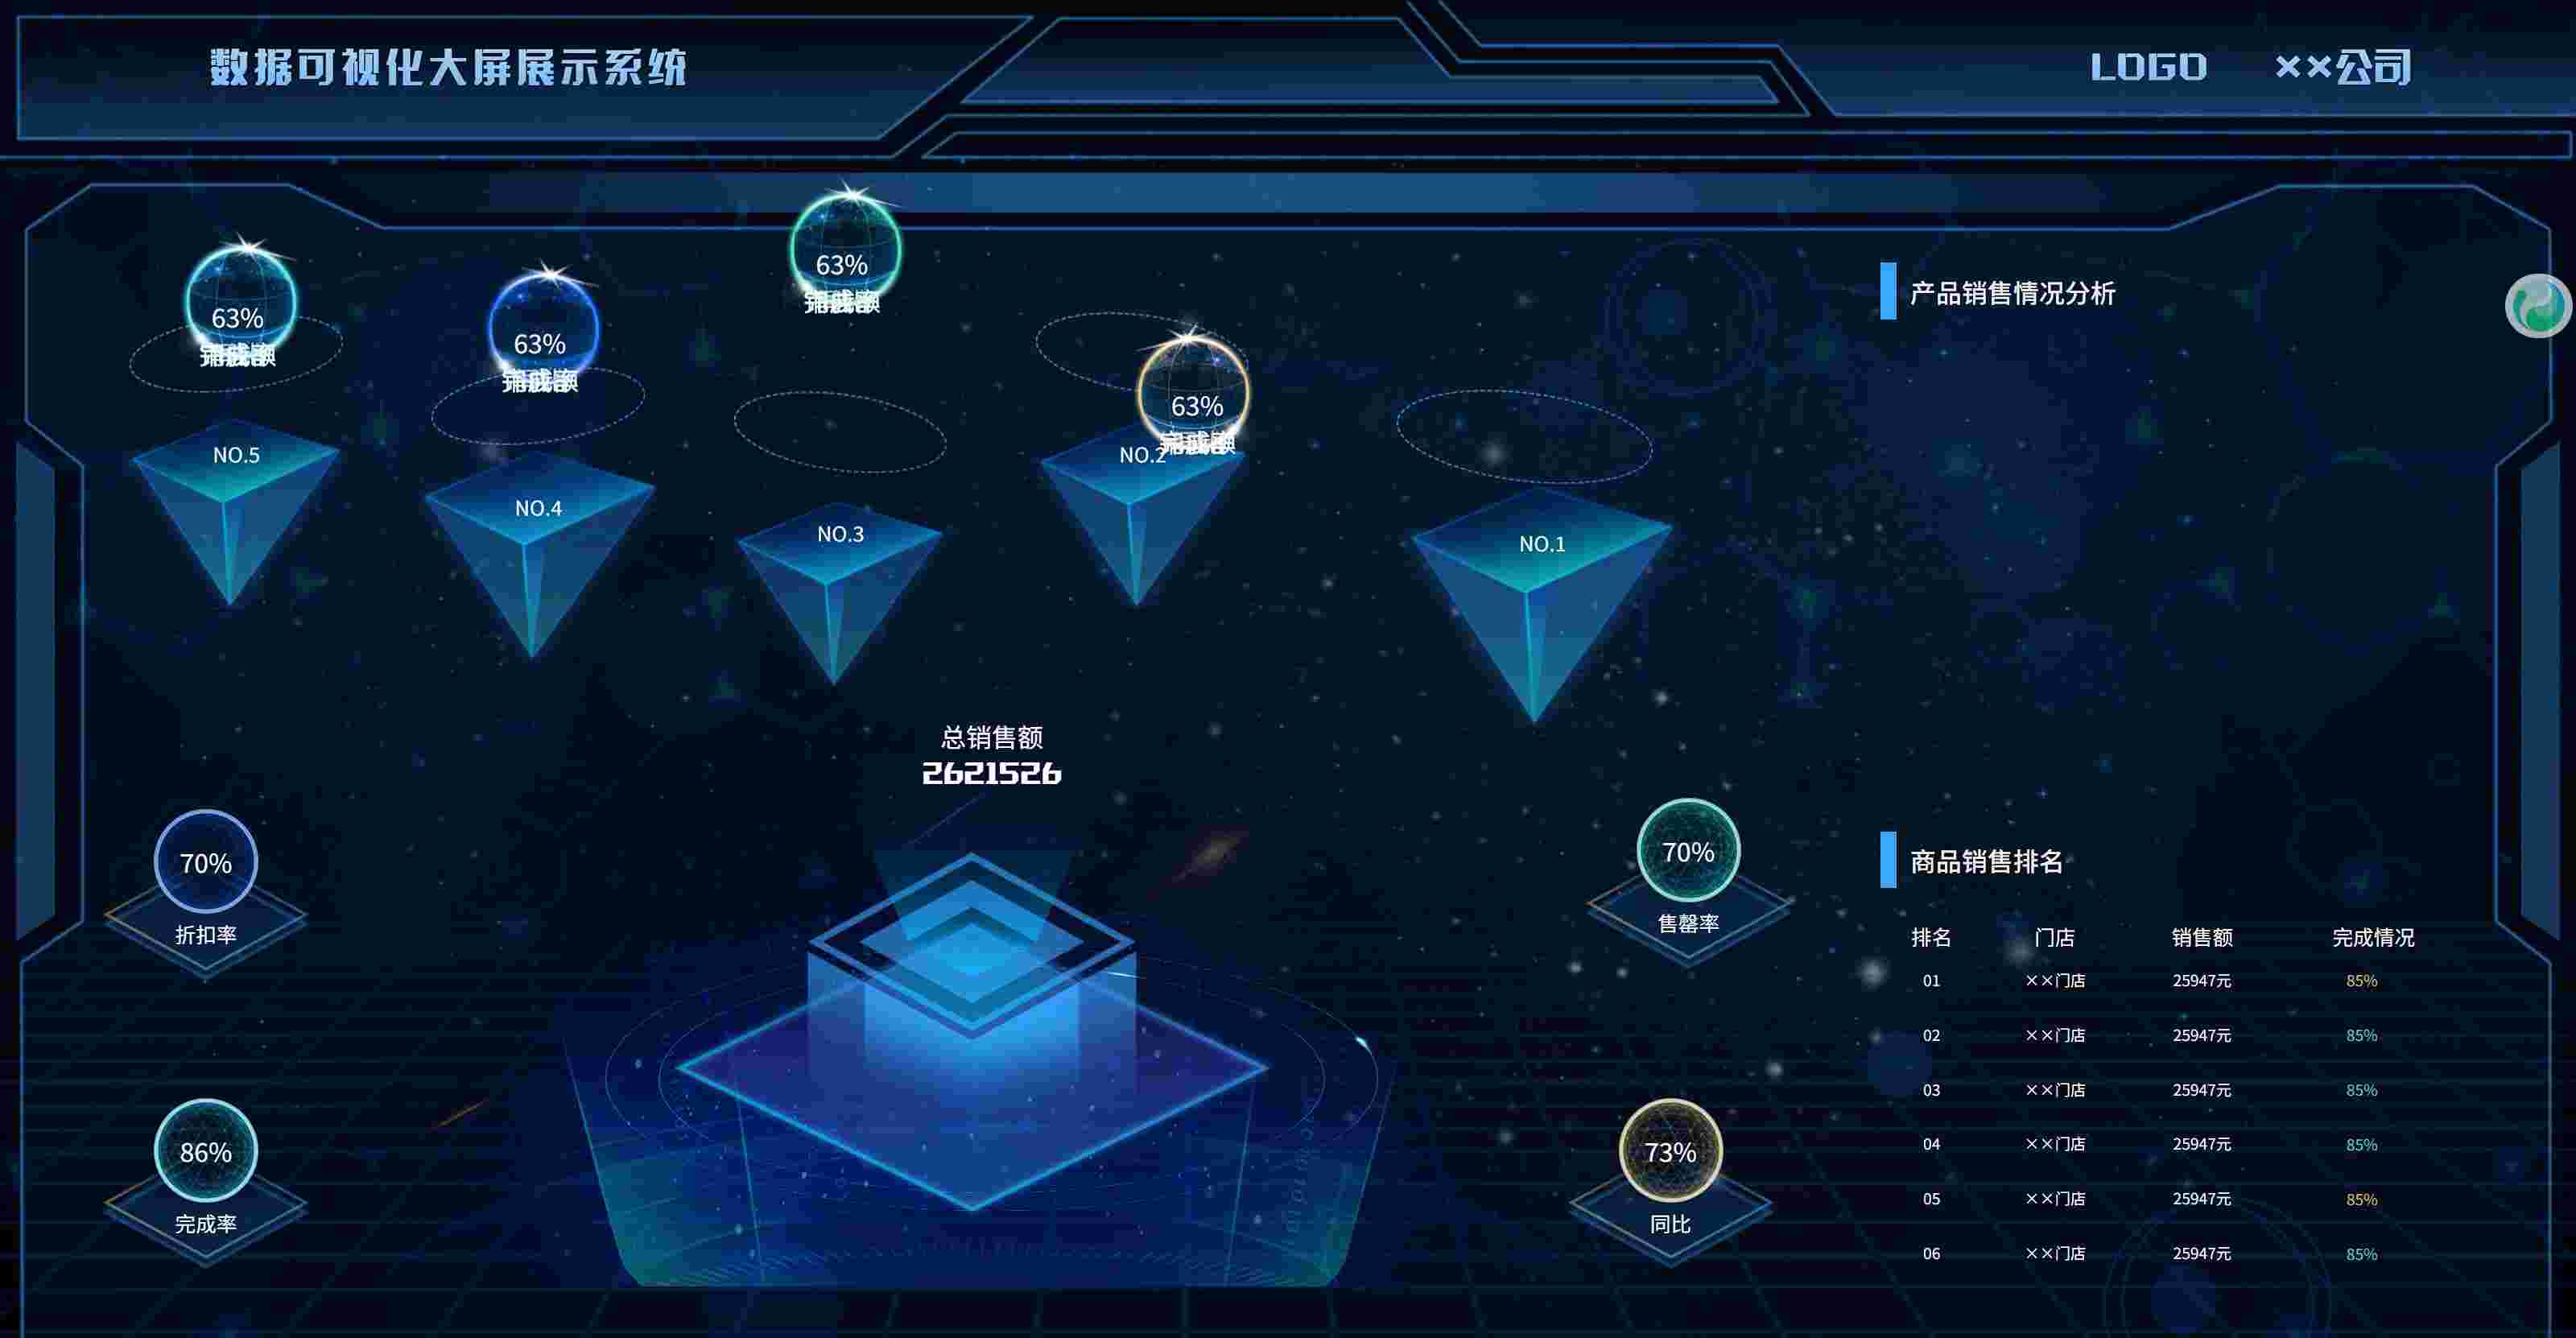 数据可视化大屏展示系统
LOGO ××公司
63%
63%
63%
63%
产品销售情况分析
NO.5
NO.4
NO.3
NO.2
NO.1
总销售额
2621526
70%
折扣率
86%
完成率
70%
售罄率
73%
同比
商品销售排名
排名 门店 销售额 完成情况
01 ××门店 25947元 85%
02 ××门店 25947元 85%
03 ××门店 25947元 85%
04 ××门店 25947元 85%
05 ××门店 25947元 85%
06 ××门店 25947元 85%